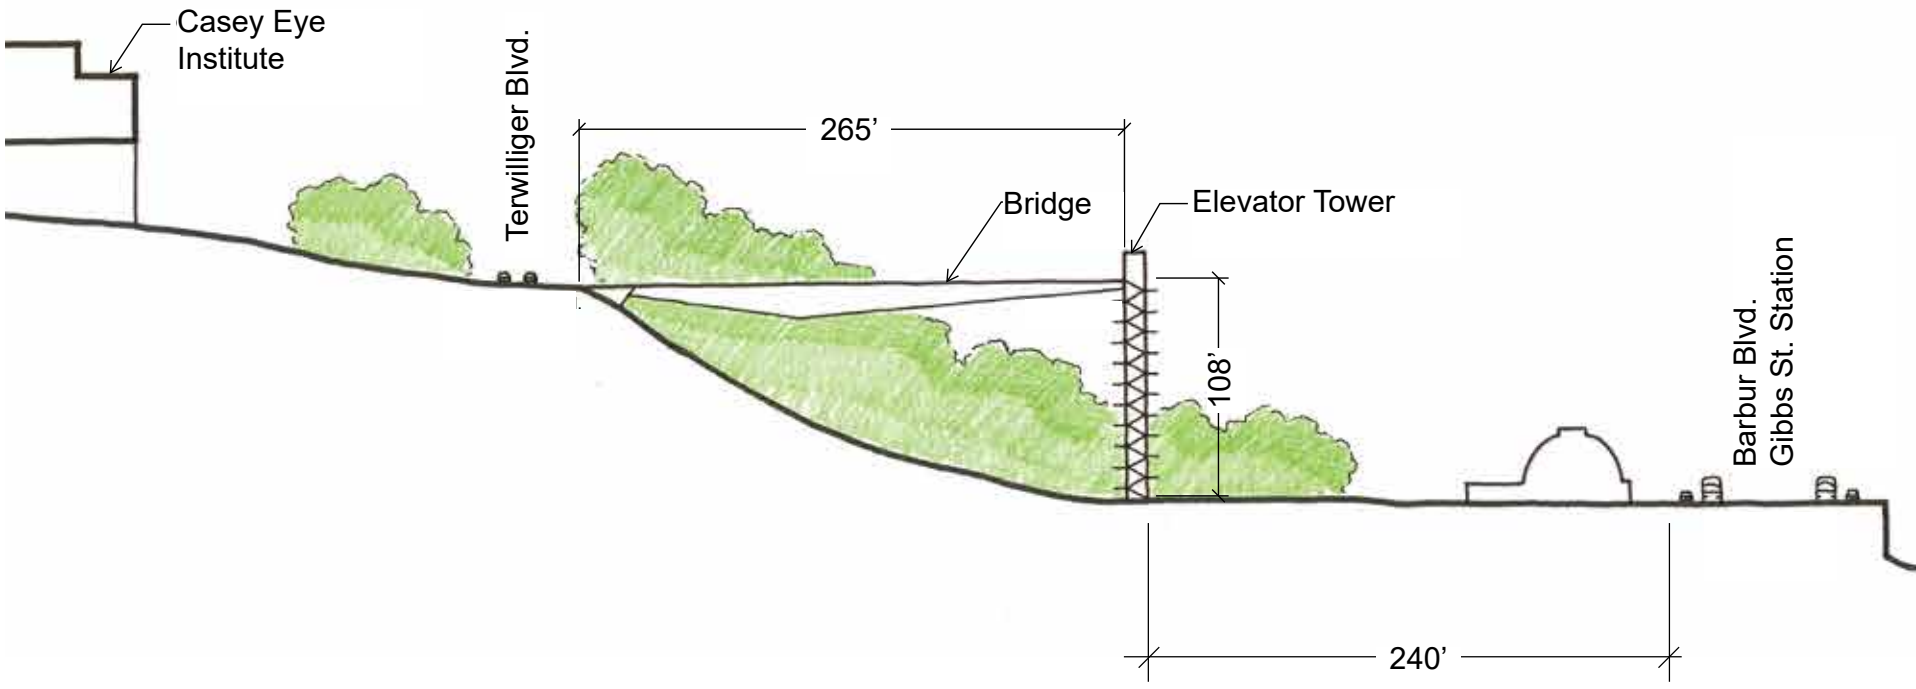 Casey Eye
Institute
Terwilliger Blvd.
265’
Bridge
Elevator Tower
108’
Barbur Blvd.
Gibbs St. Station
240’